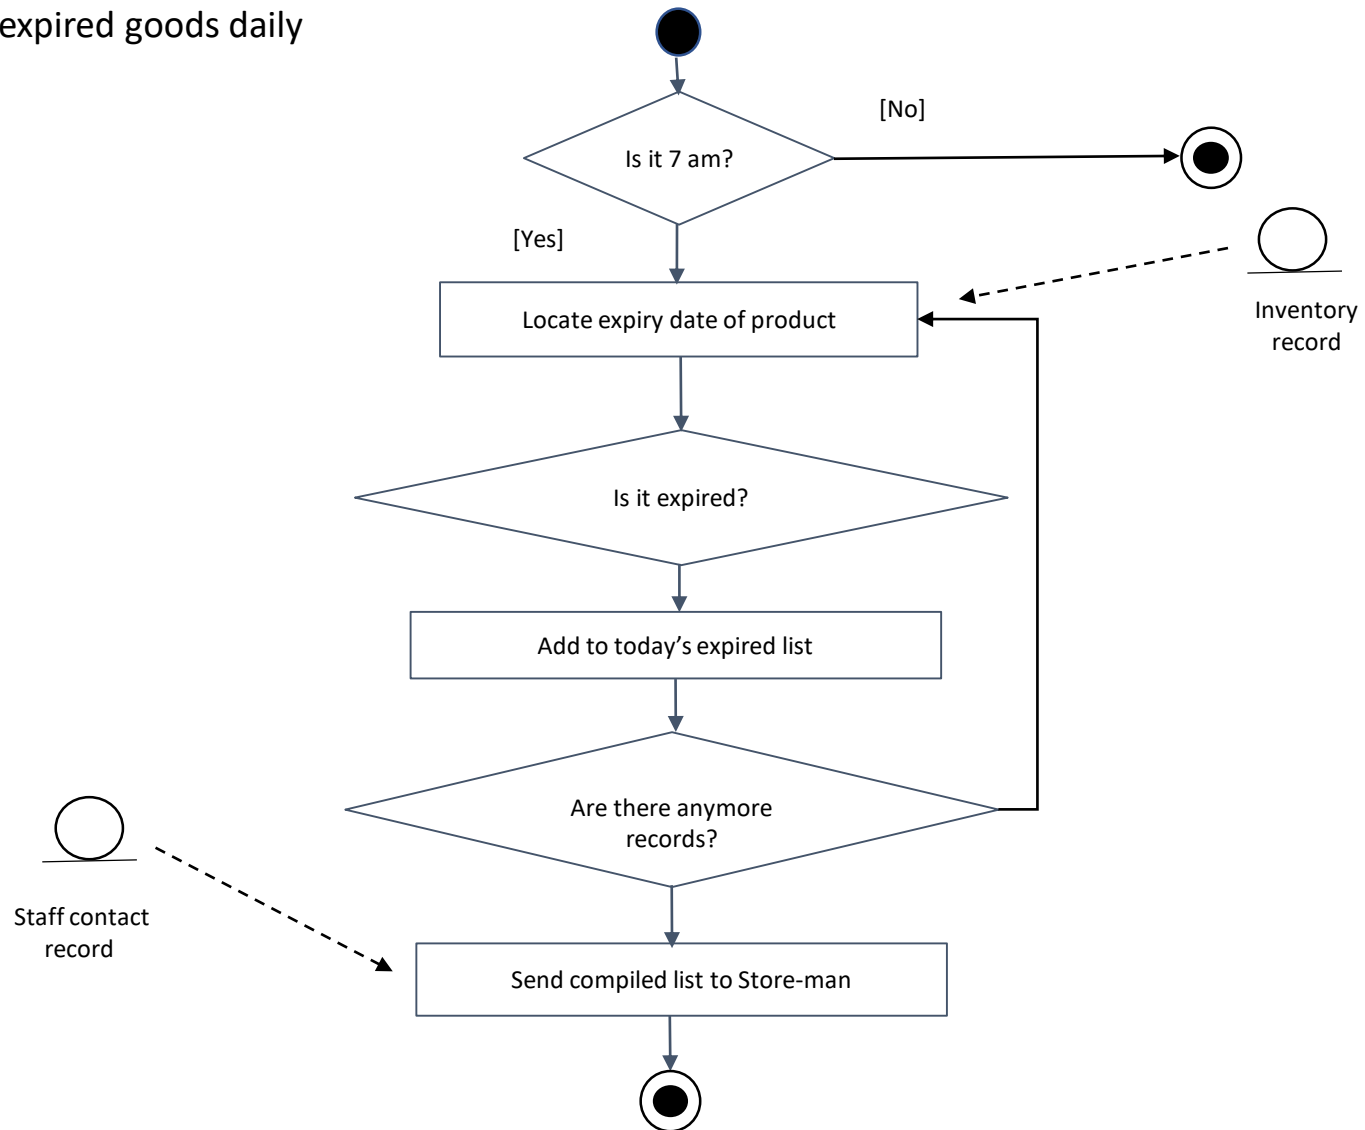 expired goods daily
[No]
Is it 7 am?
[Yes]
Locate expiry date of product
Inventory
record
Is it expired?
Add to today’s expired list
Are there anymore
records?
Staff contact
record
Send compiled list to Store-man